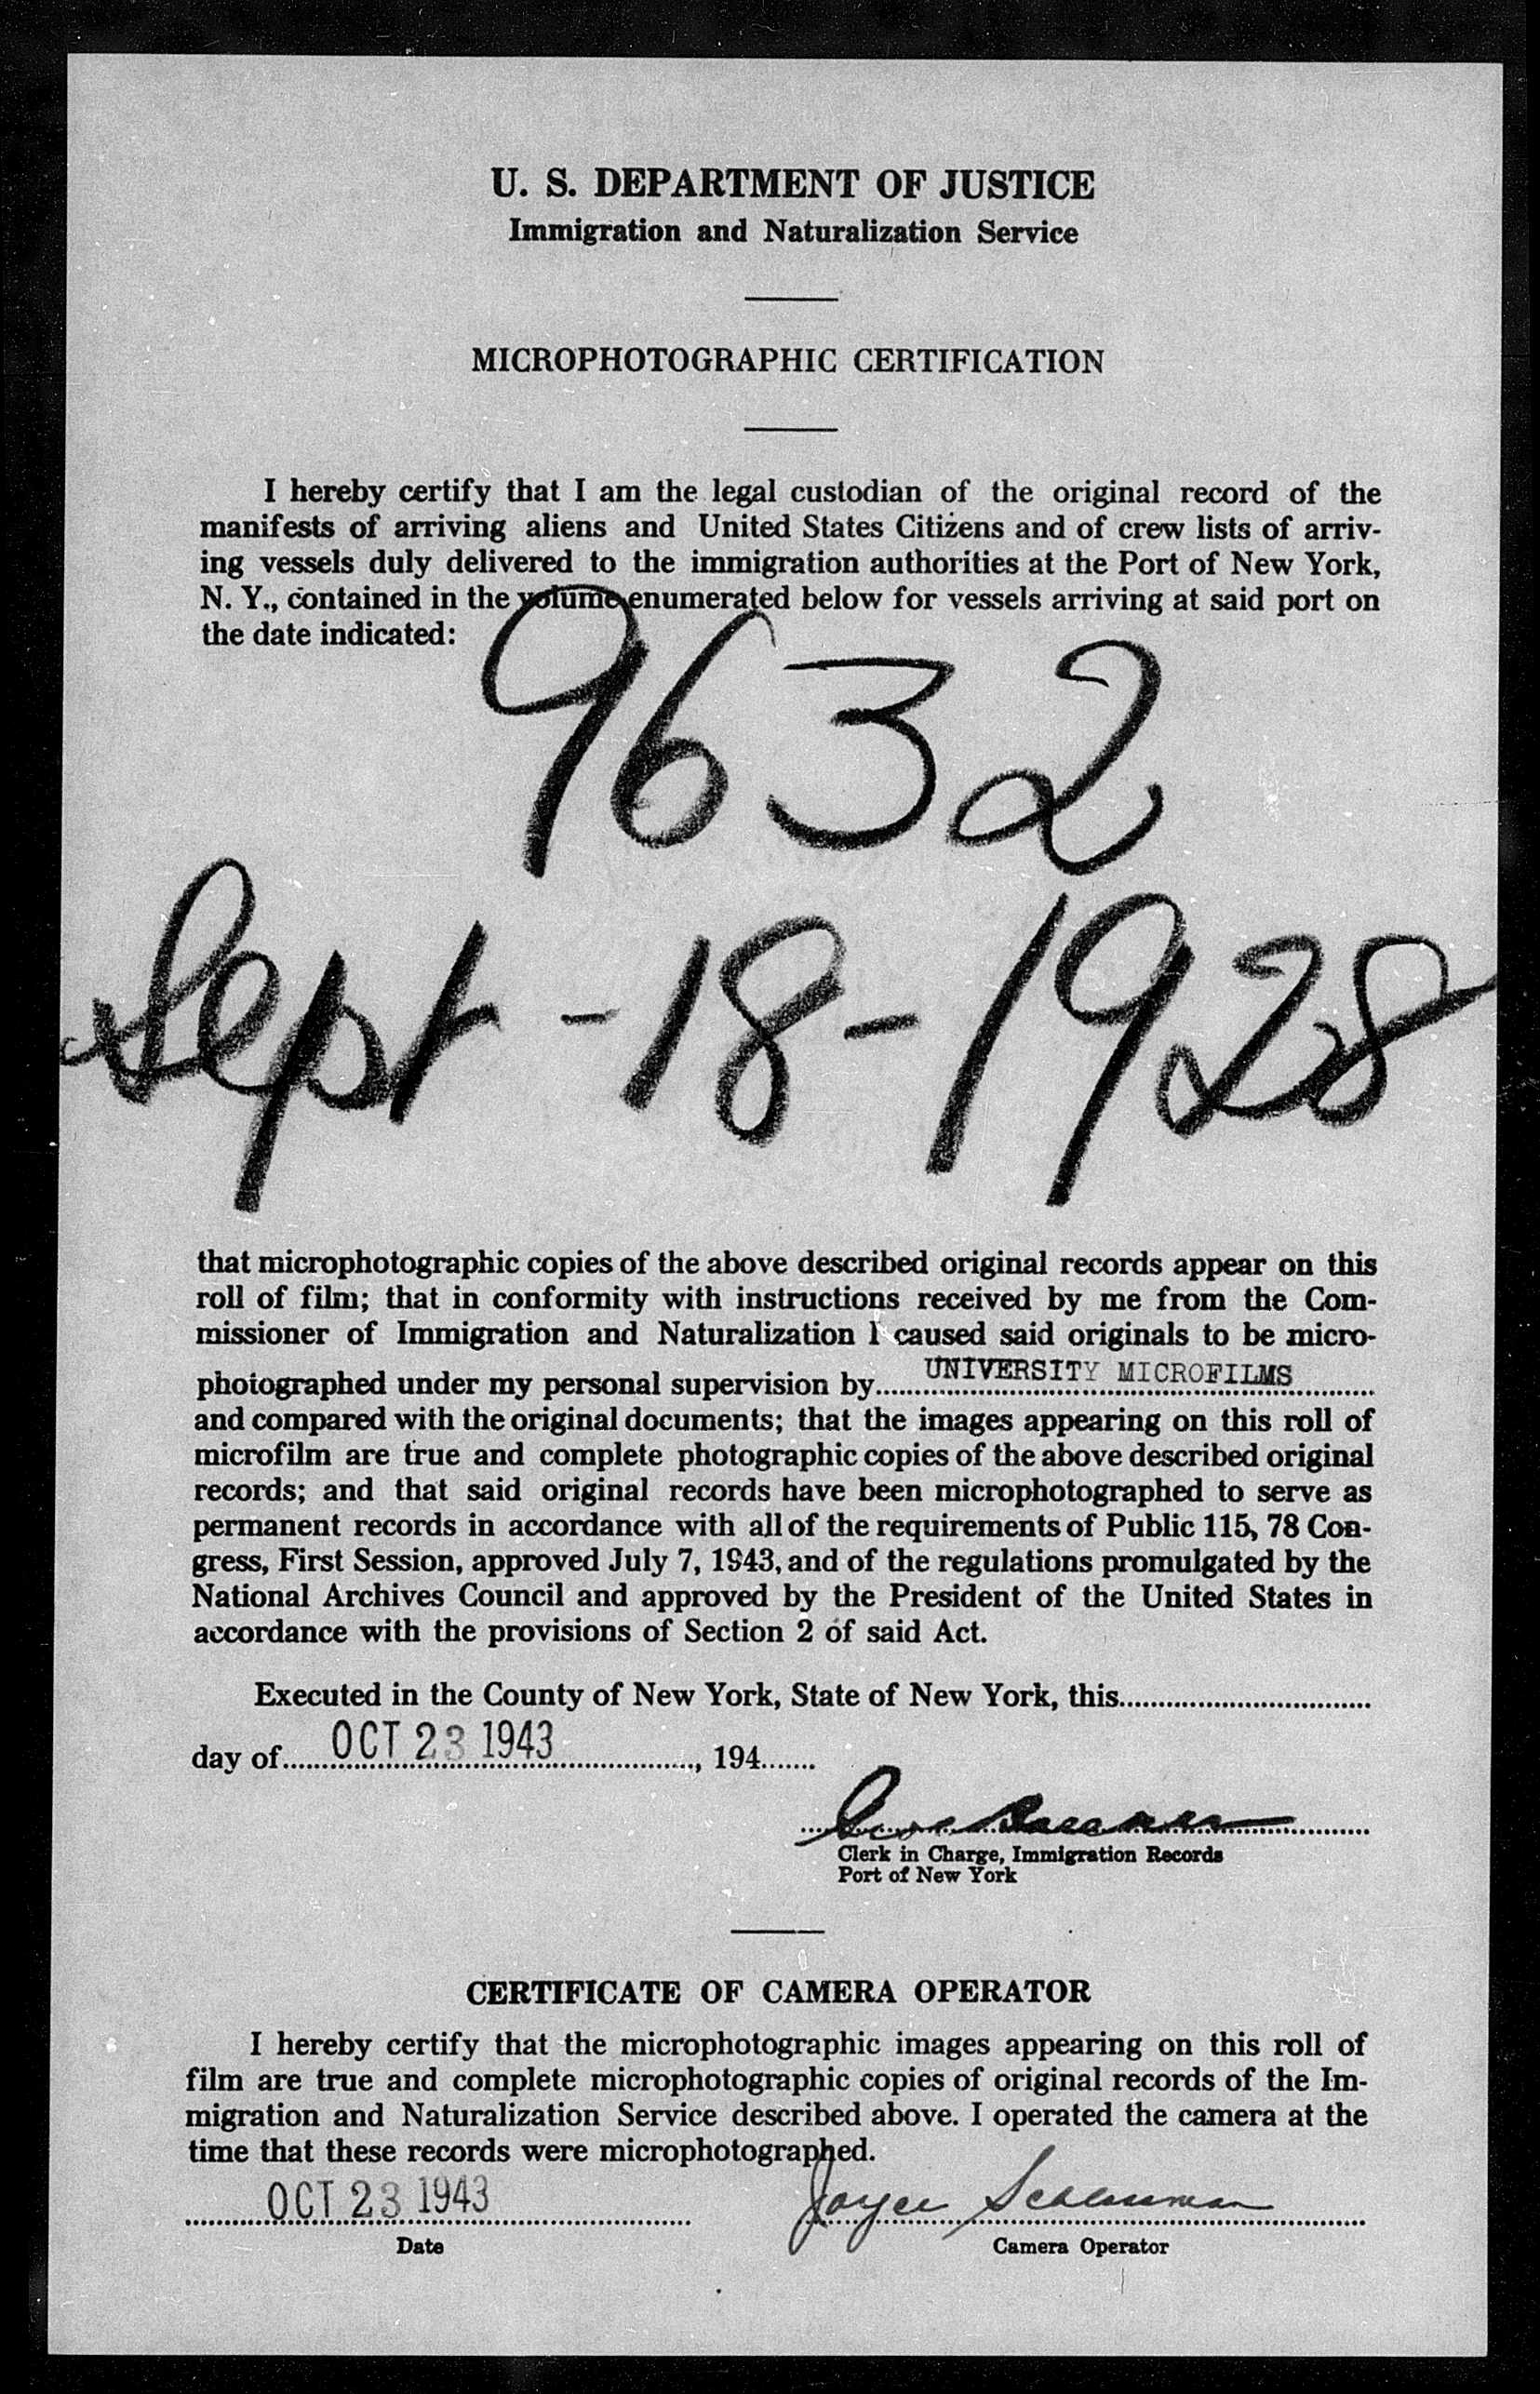 U. S. DEPARTMENT OF JUSTICE
Immigration and Naturalization Service
MICROPHOTOGRAPHIC CERTIFICATION
I hereby certify that I am the legal custodian of the original record of the
manifests of arriving aliens and United States Citizens and of crew lists of arriv-
ing vessels duly delivered to the immigration authorities at the Port of New York,
N. Y., contained in the volume enumerated below for vessels arriving at said port on
the date indicated:
9632
Sept - 18 - 1928
that microphotographic copies of the above described original records appear on this
roll of film; that in conformity with instructions received by me from the Com-
missioner of Immigration and Naturalization I caused said originals to be micro-
photographed under my personal supervision by UNIVERSITY MICROFILMS
and compared with the original documents; that the images appearing on this roll of
microfilm are true and complete photographic copies of the above described original
records; and that said original records have been microphotographed to serve as
permanent records in accordance with all of the requirements of Public 115, 78 Con-
gress, First Session, approved July 7, 1943, and of the regulations promulgated by the
National Archives Council and approved by the President of the United States in
accordance with the provisions of Section 2 of said Act.
Executed in the County of New York, State of New York, this
day of OCT 23 1943, 194
Clerk in Charge, Immigration Records
Port of New York
CERTIFICATE OF CAMERA OPERATOR
I hereby certify that the microphotographic images appearing on this roll of
film are true and complete microphotographic copies of original records of the Im-
migration and Naturalization Service described above. I operated the camera at the
time that these records were microphotographed.
OCT 23 1943 Joyce
Date Camera Operator